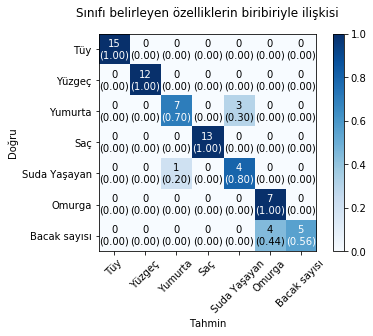 Sınıfı belirleyen özelliklerin biribiriyle ilişkisi
Doğru
Tüy 15 0 0 0 0 0 0
(1.00) (0.00) (0.00) (0.00) (0.00) (0.00) (0.00)
Yüzgeç 0 12 0 0 0 0 0
(0.00) (1.00) (0.00) (0.00) (0.00) (0.00) (0.00)
Yumurta 0 0 7 0 3 0 0
(0.00) (0.00) (0.70) (0.00) (0.30) (0.00) (0.00)
Saç 0 0 0 13 0 0 0
(0.00) (0.00) (0.00) (1.00) (0.00) (0.00) (0.00)
Suda Yaşayan 0 0 1 0 4 0 0
(0.00) (0.00) (0.20) (0.00) (0.80) (0.00) (0.00)
Omurga 0 0 0 0 0 7 0
(0.00) (0.00) (0.00) (0.00) (0.00) (1.00) (0.00)
Bacak sayısı 0 0 0 0 0 4 5
(0.00) (0.00) (0.00) (0.00) (0.00) (0.44) (0.56)
Tüy Yüzgeç Yumurta Saç Suda Yaşayan Omurga Bacak sayısı
Tahmin
1.0
0.8
0.6
0.4
0.2
0.0